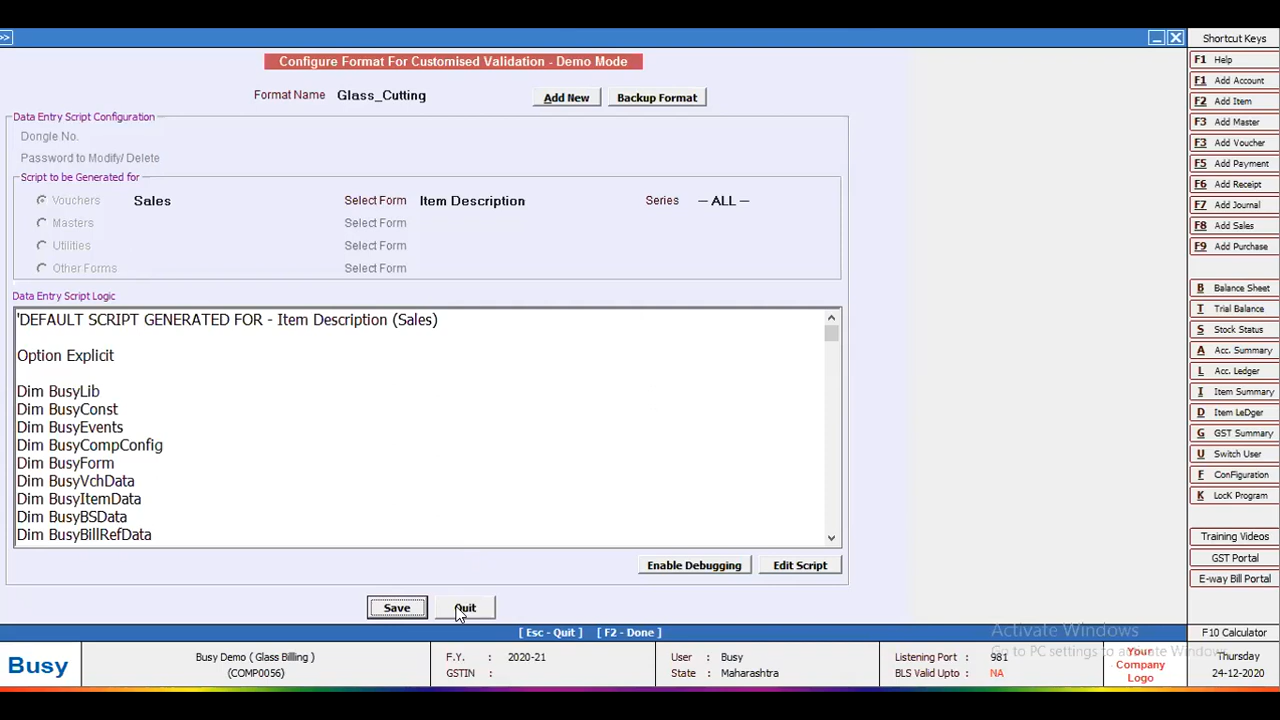 >>
Shortcut Keys
Configure Format For Customised Validation - Demo Mode
Format Name Glass_Cutting Add New Backup Format
Data Entry Script Configuration
Dongle No.
Password to Modify/ Delete
Script to be Generated for
Vouchers Sales Select Form Item Description Series -- ALL --
Masters Select Form
Utilities Select Form
Other Forms Select Form
Data Entry Script Logic
'DEFAULT SCRIPT GENERATED FOR - Item Description (Sales)
Option Explicit
Dim BusyLib
Dim BusyConst
Dim BusyEvents
Dim BusyCompConfig
Dim BusyForm
Dim BusyVchData
Dim BusyItemData
Dim BusyBSData
Dim BusyBillRefData
Enable Debugging Edit Script
Save Quit
[ Esc - Quit ] [ F2 - Done ]
F1 Help
F1 Add Account
F2 Add Item
F3 Add Master
F3 Add Voucher
F5 Add Payment
F6 Add Receipt
F7 Add Journal
F8 Add Sales
F9 Add Purchase
B Balance Sheet
T Trial Balance
S Stock Status
A Acc. Summary
L Acc. Ledger
I Item Summary
D Item LeDger
G GST Summary
U Switch User
F ConFiguration
K LocK Program
Training Videos
GST Portal
E-way Bill Portal
F10 Calculator
Activate Windows
Go to PC settings to activate Windows.
Busy
Busy Demo ( Glass Billing )
(COMP0056)
F.Y. : 2020-21
GSTIN :
User : Busy
State : Maharashtra
Listening Port : 981
BLS Valid Upto : NA
Your
Company
Logo
Thursday
24-12-2020